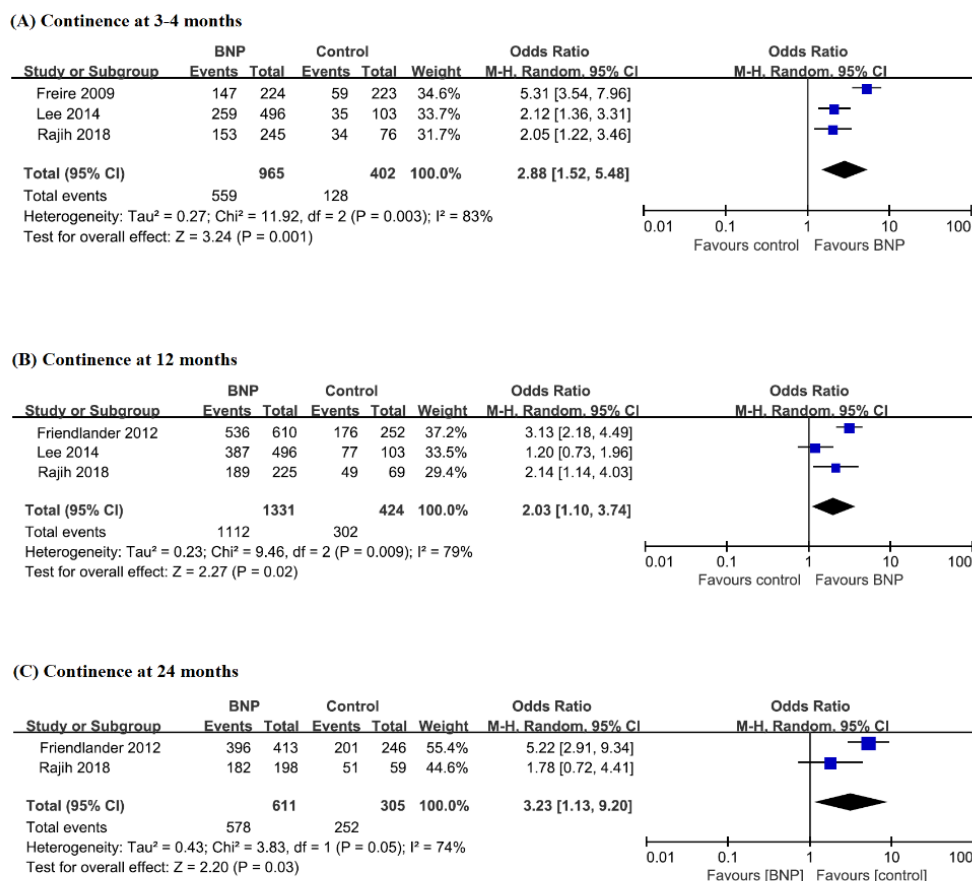 (A) Continence at 3-4 months
BNP Control Odds Ratio Odds Ratio
Study or Subgroup Events Total Events Total Weight M-H. Random. 95% CI M-H. Random. 95% CI
Freire 2009 147 224 59 223 34.6% 5.31 [3.54, 7.96]
Lee 2014 259 496 35 103 33.7% 2.12 [1.36, 3.31]
Rajih 2018 153 245 34 76 31.7% 2.05 [1.22, 3.46]
Total (95% CI) 965 402 100.0% 2.88 [1.52, 5.48]
Total events 559 128
Heterogeneity: Tau² = 0.27; Chi² = 11.92, df = 2 (P = 0.003); I² = 83%
Test for overall effect: Z = 3.24 (P = 0.001)
0.01 0.1 1 10 100
Favours control Favours BNP
(B) Continence at 12 months
BNP Control Odds Ratio Odds Ratio
Study or Subgroup Events Total Events Total Weight M-H. Random. 95% CI M-H. Random. 95% CI
Friendlander 2012 536 610 176 252 37.2% 3.13 [2.18, 4.49]
Lee 2014 387 496 77 103 33.5% 1.20 [0.73, 1.96]
Rajih 2018 189 225 49 69 29.4% 2.14 [1.14, 4.03]
Total (95% CI) 1331 424 100.0% 2.03 [1.10, 3.74]
Total events 1112 302
Heterogeneity: Tau² = 0.23; Chi² = 9.46, df = 2 (P = 0.009); I² = 79%
Test for overall effect: Z = 2.27 (P = 0.02)
0.01 0.1 1 10 100
Favours control Favours BNP
(C) Continence at 24 months
BNP Control Odds Ratio Odds Ratio
Study or Subgroup Events Total Events Total Weight M-H. Random. 95% CI M-H. Random. 95% CI
Friendlander 2012 396 413 201 246 55.4% 5.22 [2.91, 9.34]
Rajih 2018 182 198 51 59 44.6% 1.78 [0.72, 4.41]
Total (95% CI) 611 305 100.0% 3.23 [1.13, 9.20]
Total events 578 252
Heterogeneity: Tau² = 0.43; Chi² = 3.83, df = 1 (P = 0.05); I² = 74%
Test for overall effect: Z = 2.20 (P = 0.03)
0.01 0.1 1 10 100
Favours [BNP] Favours [control]